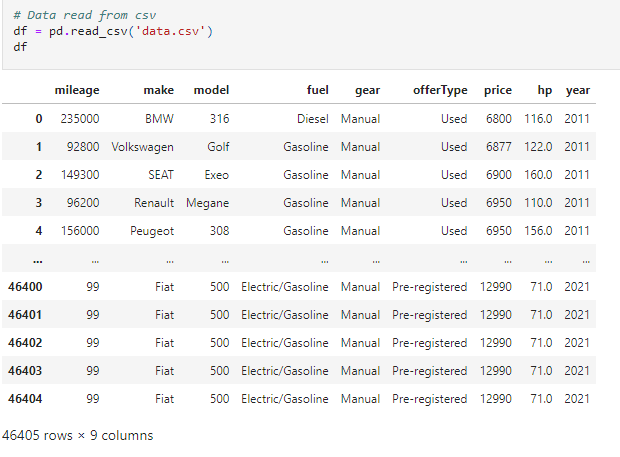 # Data read from csv
df = pd.read_csv('data.csv')
df
mileage make model fuel gear offerType price hp year
0 235000 BMW 316 Diesel Manual Used 6800 116.0 2011
1 92800 Volkswagen Golf Gasoline Manual Used 6877 122.0 2011
2 149300 SEAT Exeo Gasoline Manual Used 6900 160.0 2011
3 96200 Renault Megane Gasoline Manual Used 6950 110.0 2011
4 156000 Peugeot 308 Gasoline Manual Used 6950 156.0 2011
... ... ... ... ... ... ... ... ... ...
46400 99 Fiat 500 Electric/Gasoline Manual Pre-registered 12990 71.0 2021
46401 99 Fiat 500 Electric/Gasoline Manual Pre-registered 12990 71.0 2021
46402 99 Fiat 500 Electric/Gasoline Manual Pre-registered 12990 71.0 2021
46403 99 Fiat 500 Electric/Gasoline Manual Pre-registered 12990 71.0 2021
46404 99 Fiat 500 Electric/Gasoline Manual Pre-registered 12990 71.0 2021
46405 rows × 9 columns